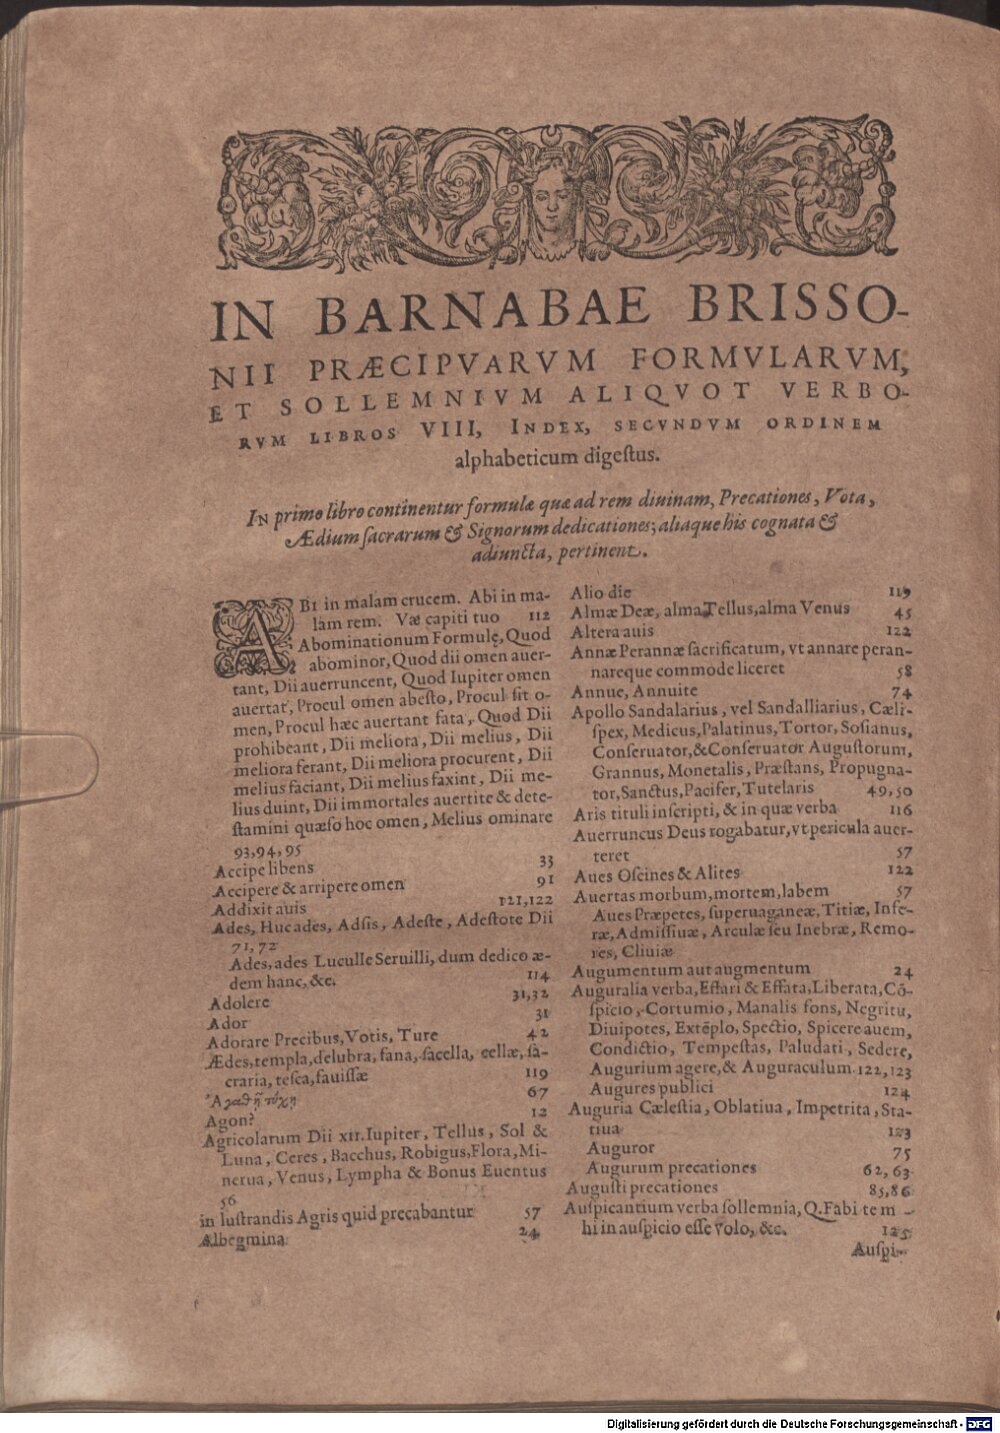 IN BARNABAE BRISSO-
NII PRÆCIPVARVM FORMVLARVM,
ET SOLLEMNIVM ALIQVOT VERBO-
RVM LIBROS VIII, INDEX, SECVNDVM ORDINEM
alphabeticum digeſtus.
IN primo libro continentur formulæ quæ ad rem diuinam, Precationes, Vota,
Ædium ſacrarum & Signorum dedicationes; aliaque his cognata &
adiuncta, pertinent.
ABI in malam crucem. Abi in ma-
lam rem. Væ capiti tuo 112
Abominationum Formulę, Quod
abominor, Quod dii omen auer-
tant, Dii auerruncent, Quod Iupiter omen
auertat, Procul omen abeſto, Procul ſit o-
men, Procul hæc auertant fata, Quod Dii
prohibeant, Dii meliora, Dii melius, Dii
meliora ferant, Dii meliora procurent, Dii
melius faciant, Dii melius faxint, Dii me-
lius duint, Dii immortales auertite & dete-
ſtamini quæſo hoc omen, Melius ominare
93,94,95
Accipe libens 33
Accipere & arripere omen 91
Addixit auis 121,122
Ades, Huc ades, Adſis, Adeſte, Adeſtote Dii
71,72
Ades, ades Luculle Seruilli, dum dedico æ-
dem hanc, &c. 114
Adolere 31,32
Ador 31
Adorare Precibus, Votis, Ture 42
Ædes, templa, delubra, fana, ſacella, cellæ, ſa-
craria, teſca, fauiſſæ 119
Ἀγαθῇ τύχῃ 67
Agon? 12
Agricolarum Dii xII. Iupiter, Tellus, Sol &
Luna, Ceres, Bacchus, Robigus, Flora, Mi-
nerua, Venus, Lympha & Bonus Euentus
56
in luſtrandis Agris quid precabantur 57
Albegmina 24
Alio die 119
Almæ Deæ, alma Tellus, alma Venus 45
Altera auis 122
Annæ Perannæ ſacrificatum, vt annare peran-
nareque commode liceret 58
Annue, Annuite 74
Apollo Sandalarius, vel Sandalliarius, Cæli-
ſpex, Medicus, Palatinus, Tortor, Soſianus,
Conſeruator, & Conſeruator Auguſtorum,
Grannus, Monetalis, Præſtans, Propugna-
tor, Sanctus, Pacifer, Tutelaris 49,50
Aris tituli inſcripti, & in quæ verba 116
Auerruncus Deus rogabatur, vt pericula auer-
teret 57
Aues Oſcines & Alites 122
Auertas morbum, mortem, labem 57
Aues Præpetes, ſuperuaganeæ, Titiæ, Infe-
ræ, Admiſſiuæ, Arculæ ſeu Inebræ, Remo-
res, Cliuiæ
Augumentum aut augmentum 24
Auguralia verba, Effari & Effata, Liberata, Cō-
ſpicio, Cortumio, Manalis fons, Negritu,
Diuipotes, Extēplo, Spectio, Spicere auem,
Condictio, Tempeſtas, Paludati, Sedere,
Augurium agere, & Auguraculum 122,123
Augures publici 124
Auguria Cæleſtia, Oblatiua, Impetrita, Sta-
tiua 123
Auguror 75
Augurum precationes 62,63
Auguſti precationes 85,86
Auſpicantium verba ſollemnia, Q. Fabi te m-
hi in auſpicio eſſe volo, &c. 125
Auſpi-
Digitalisierung gefördert durch die Deutsche Forschungsgemeinschaft - DFG